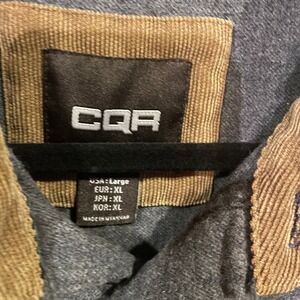 CQR
USA: Large
EUR: XL
JPN: XL
KOR: XL
MADE IN MYANMAR